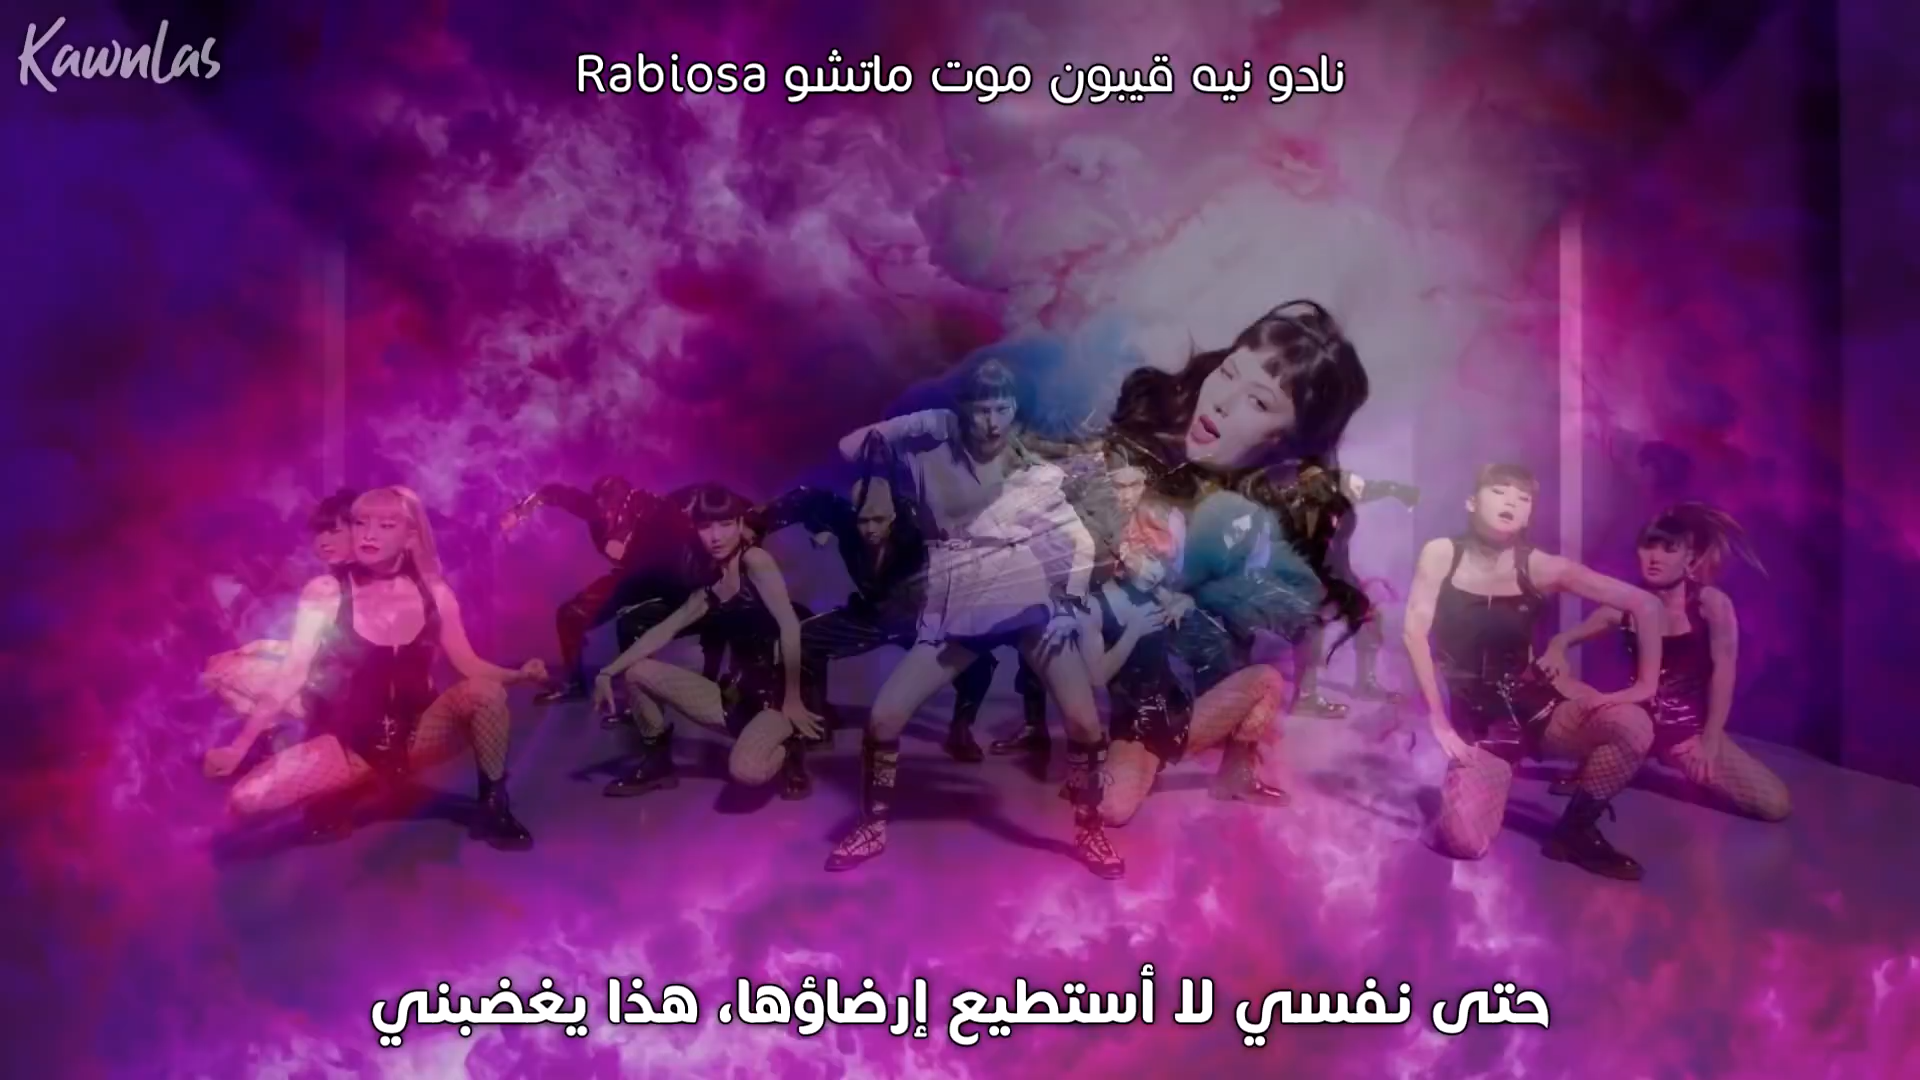 Kawnlas
نادو نيه قيبون موت ماتشو Rabiosa
حتى نفسي لا أستطيع إرضاؤها، هذا يغضبني